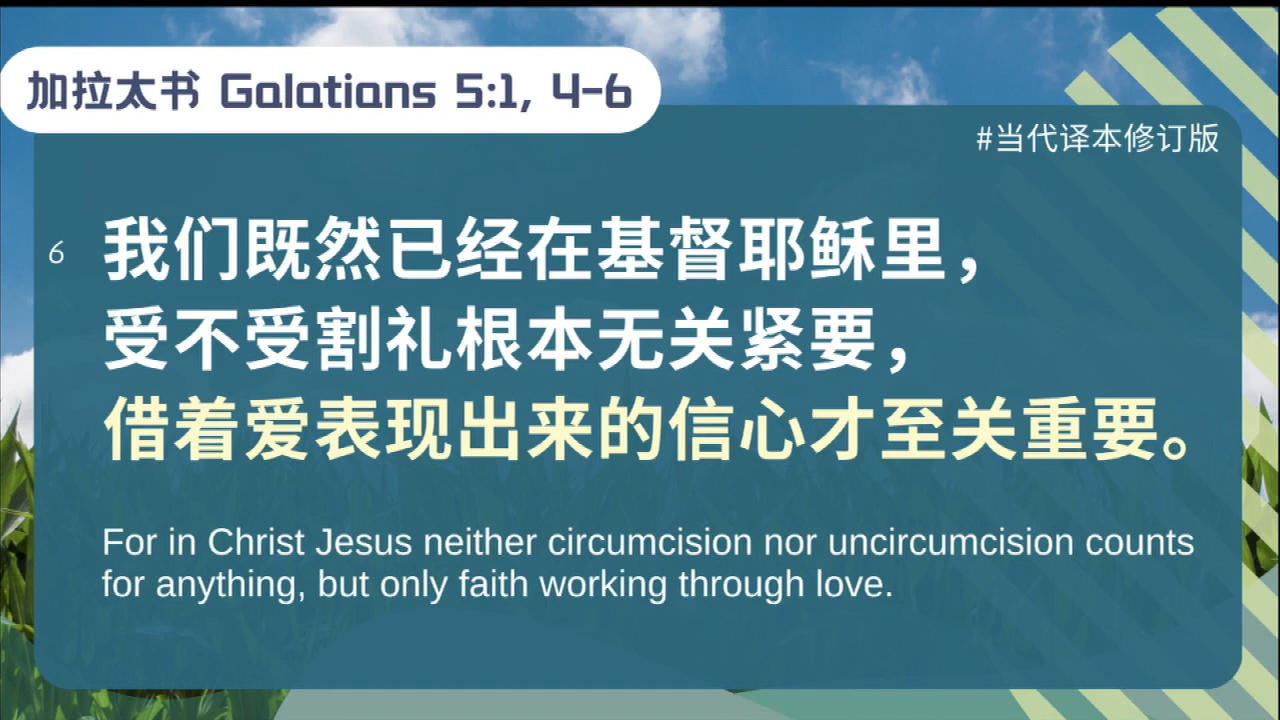 加拉太书 Galatians 5:1, 4-6
#当代译本修订版
6 我们既然已经在基督耶稣里，
受不受割礼根本无关紧要，
借着爱表现出来的信心才至关重要。
For in Christ Jesus neither circumcision nor uncircumcision counts
for anything, but only faith working through love.